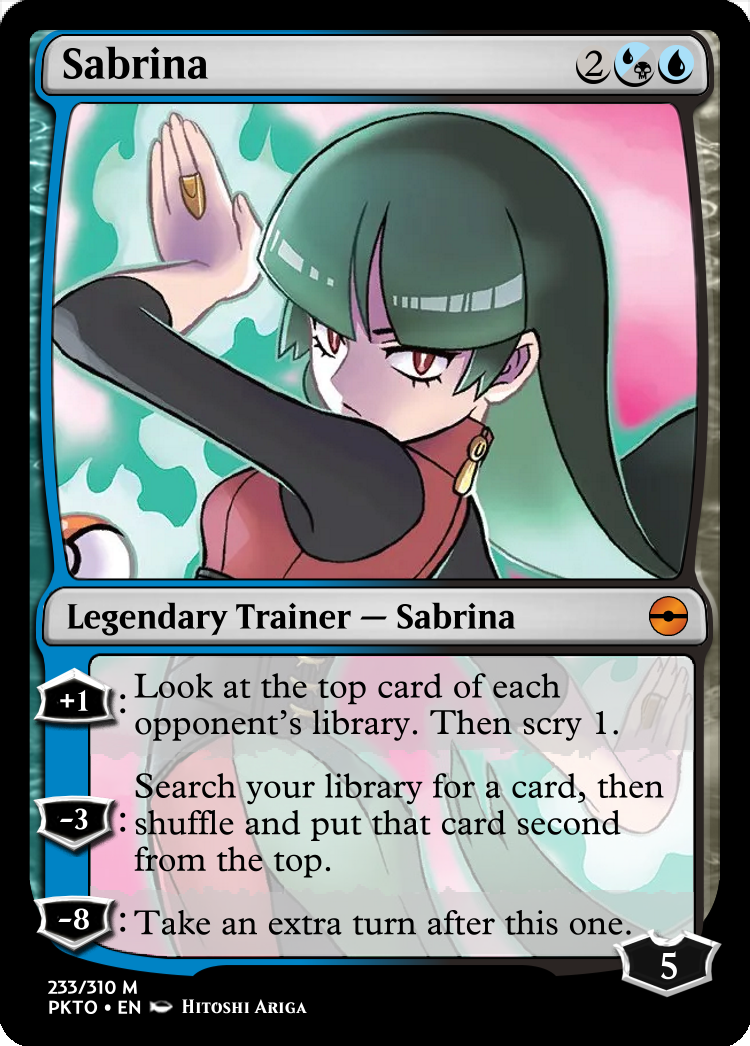 Sabrina 2
Legendary Trainer — Sabrina
+1: Look at the top card of each
opponent's library. Then scry 1.
Search your library for a card, then
–3: shuffle and put that card second
from the top.
–8: Take an extra turn after this one.
5
233/310 M
PKTO • EN Hitoshi Ariga